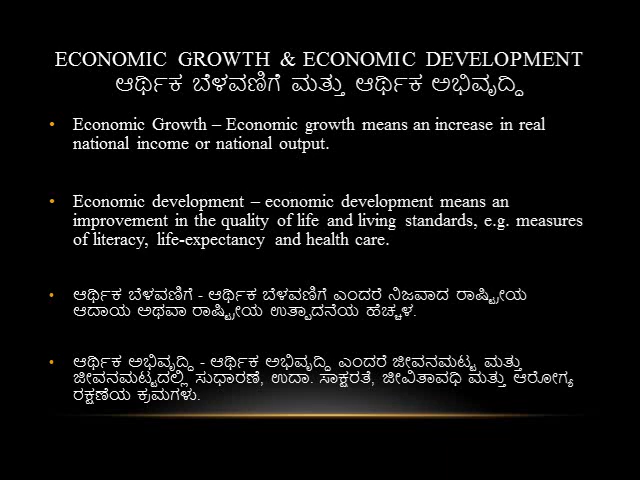 ECONOMIC GROWTH & ECONOMIC DEVELOPMENT
ಆರ್ಥಿಕ ಬೆಳವಣಿಗೆ ಮತ್ತು ಆರ್ಥಿಕ ಅಭಿವೃದ್ದಿ
• Economic Growth – Economic growth means an increase in real
national income or national output.
• Economic development – economic development means an
improvement in the quality of life and living standards, e.g. measures
of literacy, life-expectancy and health care.
• ಆರ್ಥಿಕ ಬೆಳವಣಿಗೆ - ಆರ್ಥಿಕ ಬೆಳವಣಿಗೆ ಎಂದರೆ ನಿಜವಾದ ರಾಷ್ಟ್ರೀಯ
ಆದಾಯ ಅಥವಾ ರಾಷ್ಟ್ರೀಯ ಉತ್ಪಾದನೆಯ ಹೆಚ್ಚಳ.
• ಆರ್ಥಿಕ ಅಭಿವೃದ್ದಿ - ಆರ್ಥಿಕ ಅಭಿವೃದ್ದಿ ಎಂದರೆ ಜೀವನಮಟ್ಟ ಮತ್ತು
ಜೀವನಮಟ್ಟದಲ್ಲಿ ಸುಧಾರಣೆ, ಉದಾ. ಸಾಕ್ಷರತೆ, ಜೀವಿತಾವಧಿ ಮತ್ತು ಆರೋಗ್ಯ
ರಕ್ಷಣೆಯ ಕ್ರಮಗಳು.